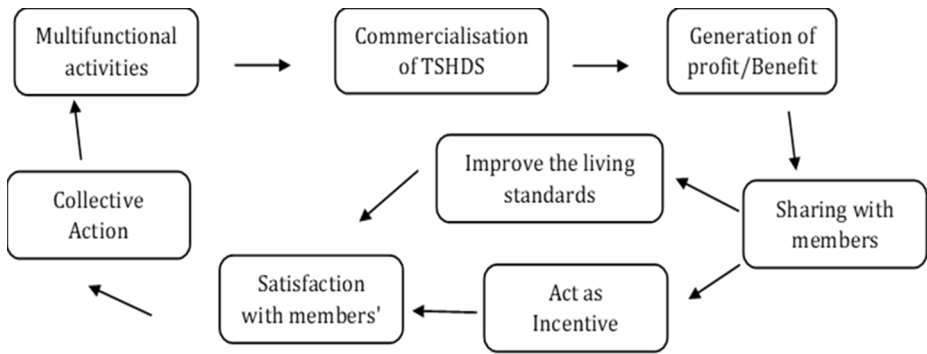 Multifunctional
activities
Commercialisation
of TSHDS
Generation of
profit/Benefit
Improve the living
standards
Sharing with
members
Collective
Action
Satisfaction
with members'
Act as
Incentive